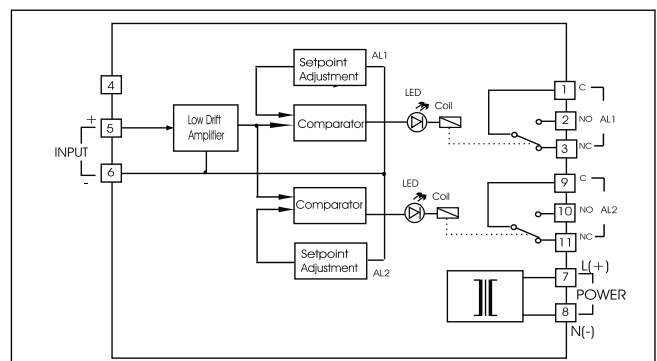 Setpoint
Adjustment
AL1
4
LED
Coil
1
C
+
5
Low Drift
Amplifier
Comparator
2
NO
AL1
INPUT
3
NC
-
6
LED
Coil
9
C
Comparator
10
NO
AL2
11
NC
Setpoint
Adjustment
AL2
L(+)
7
POWER
8
N(-)